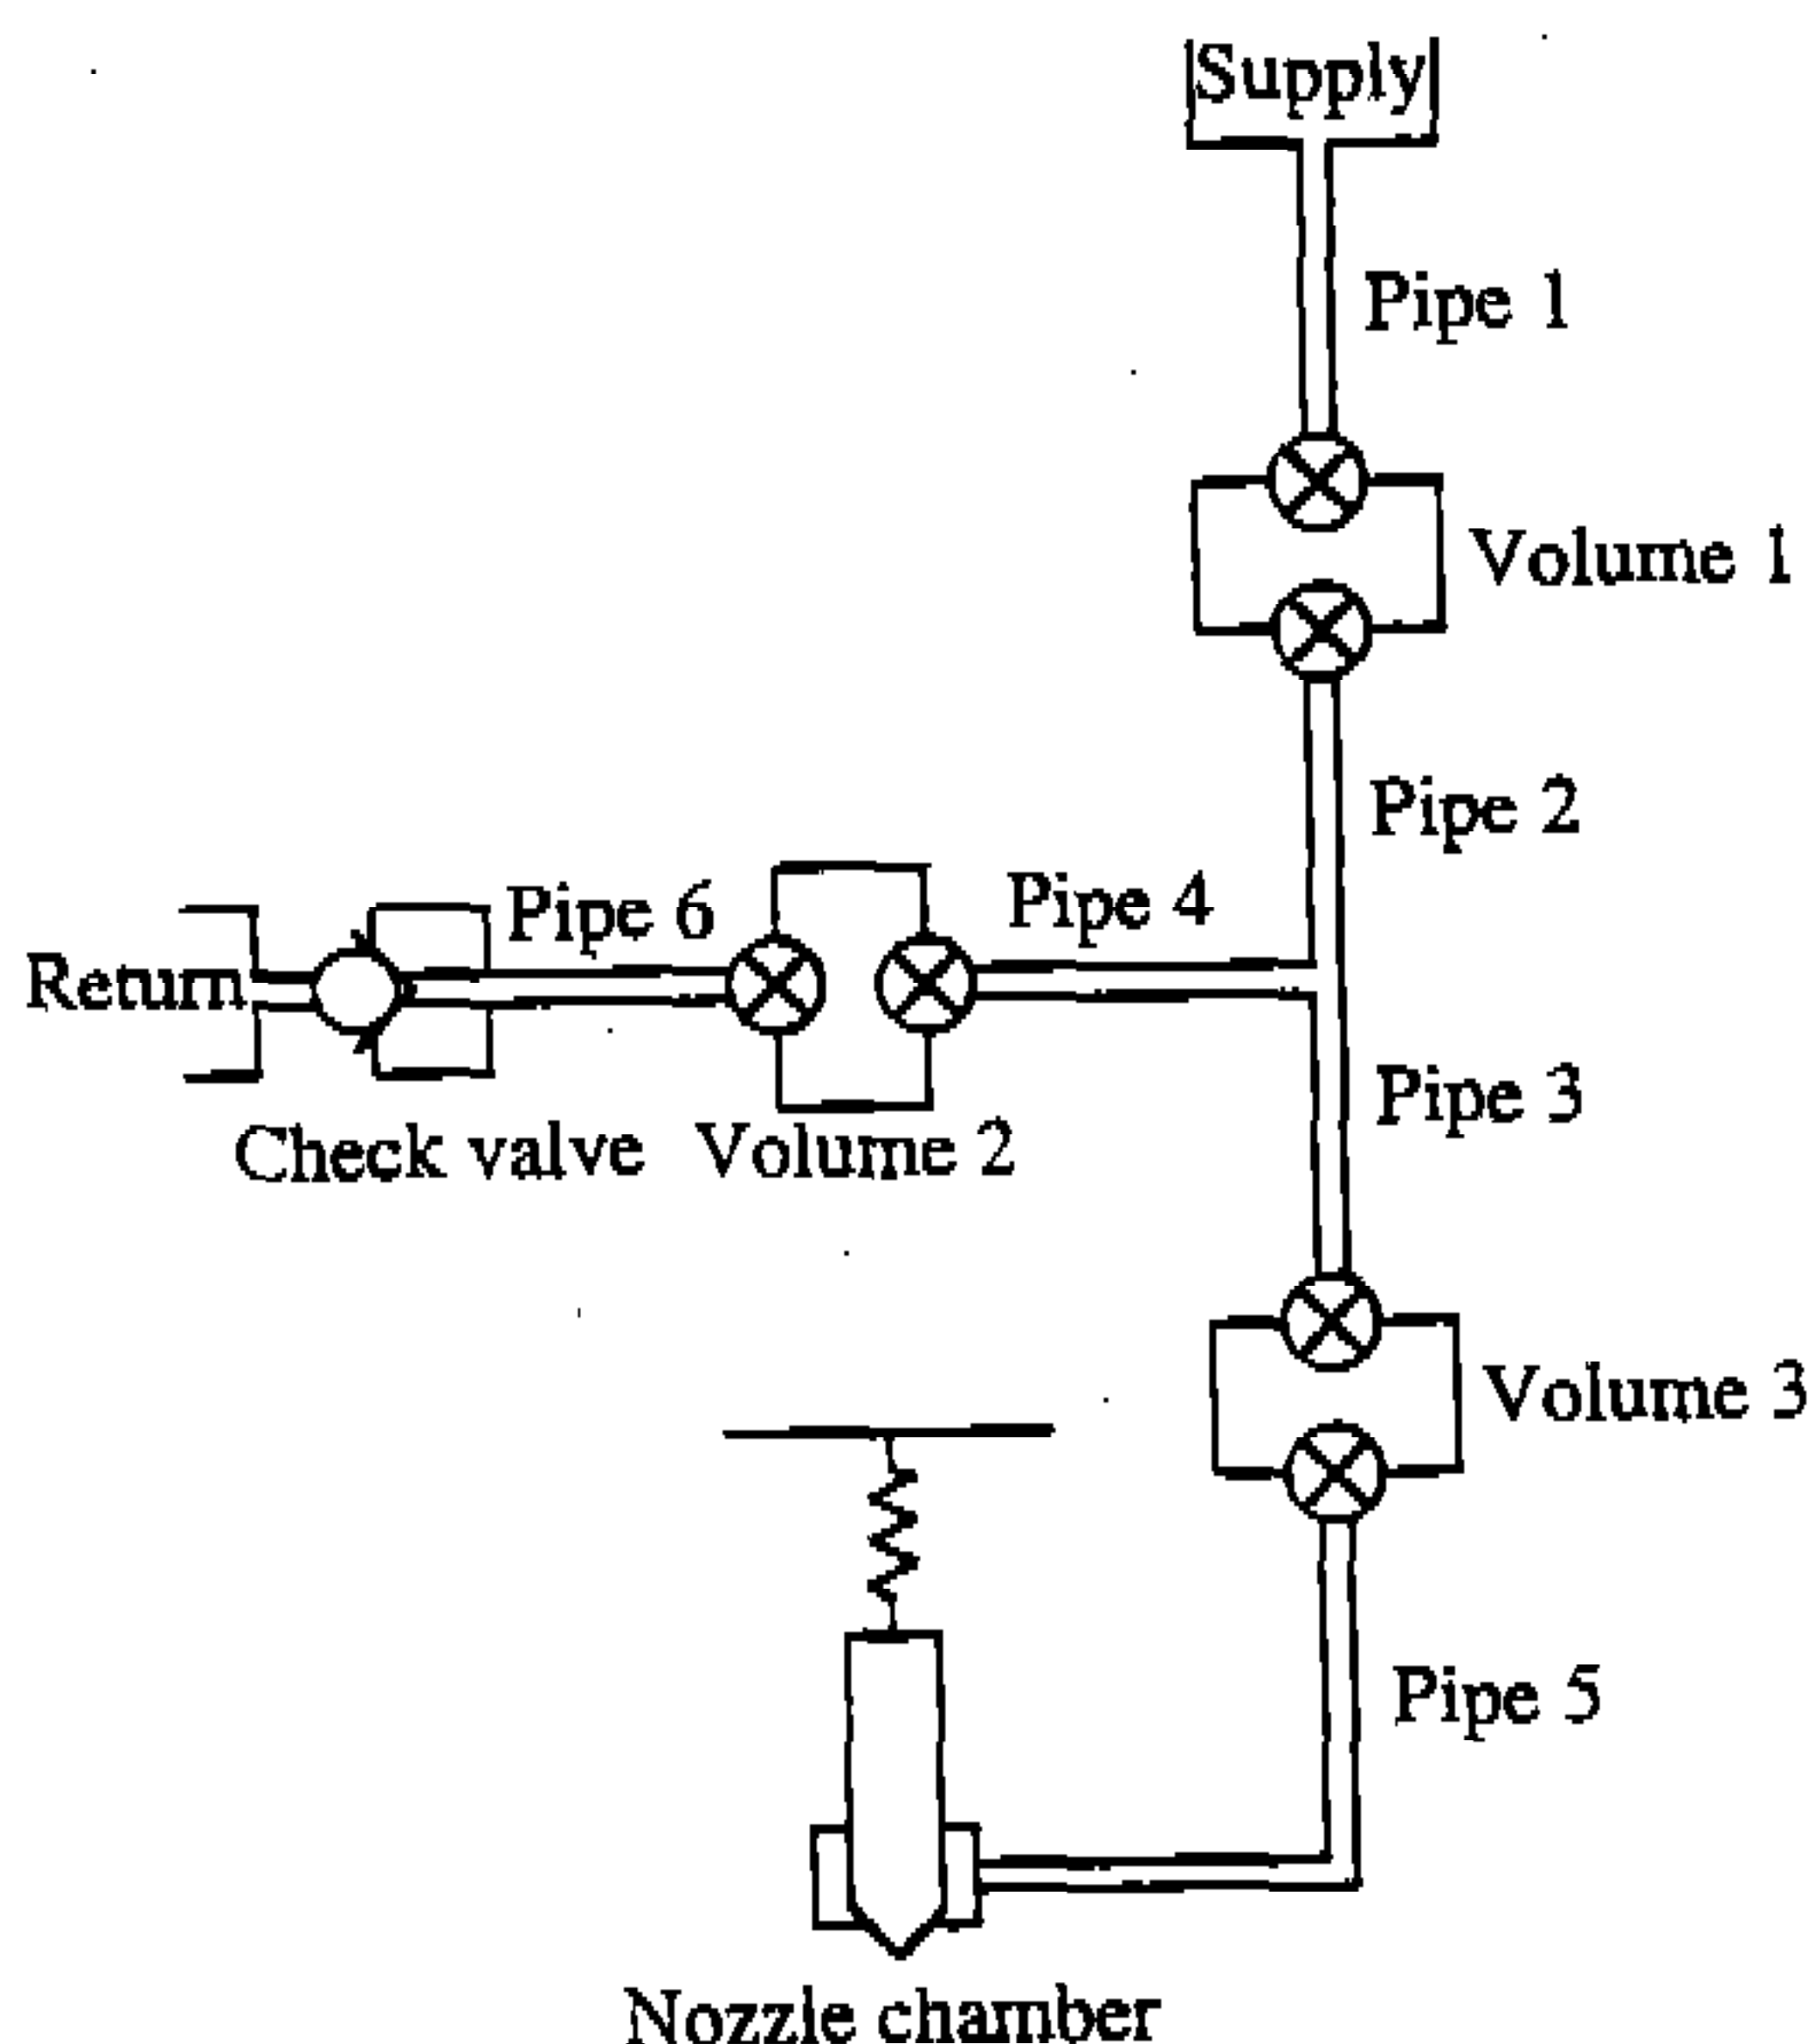 Supply
Pipe 1
Volume 1
Pipe 2
Pipe 6
Pipe 4
Return
Pipe 3
Check valve
Volume 2
Volume 3
Pipe 5
Nozzle chamber